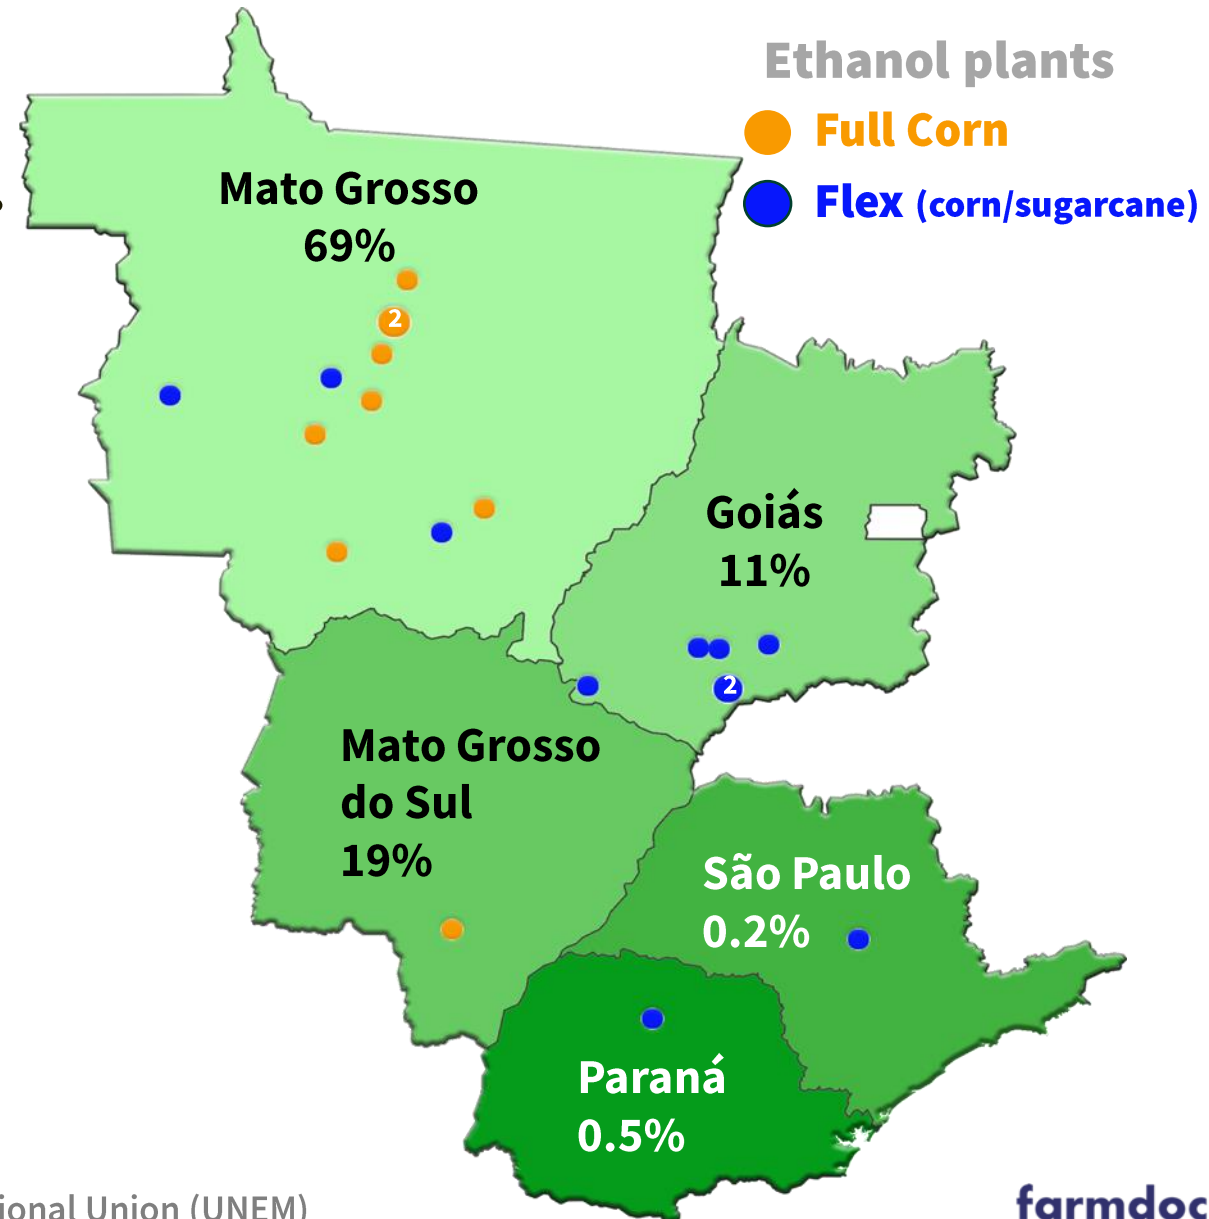 Ethanol plants
Full Corn
Flex (corn/sugarcane)
Mato Grosso
69%
2
Goiás
11%
2
Mato Grosso
do Sul
19%
São Paulo
0.2%
Paraná
0.5%
ional Union (UNEM)
farmdoc